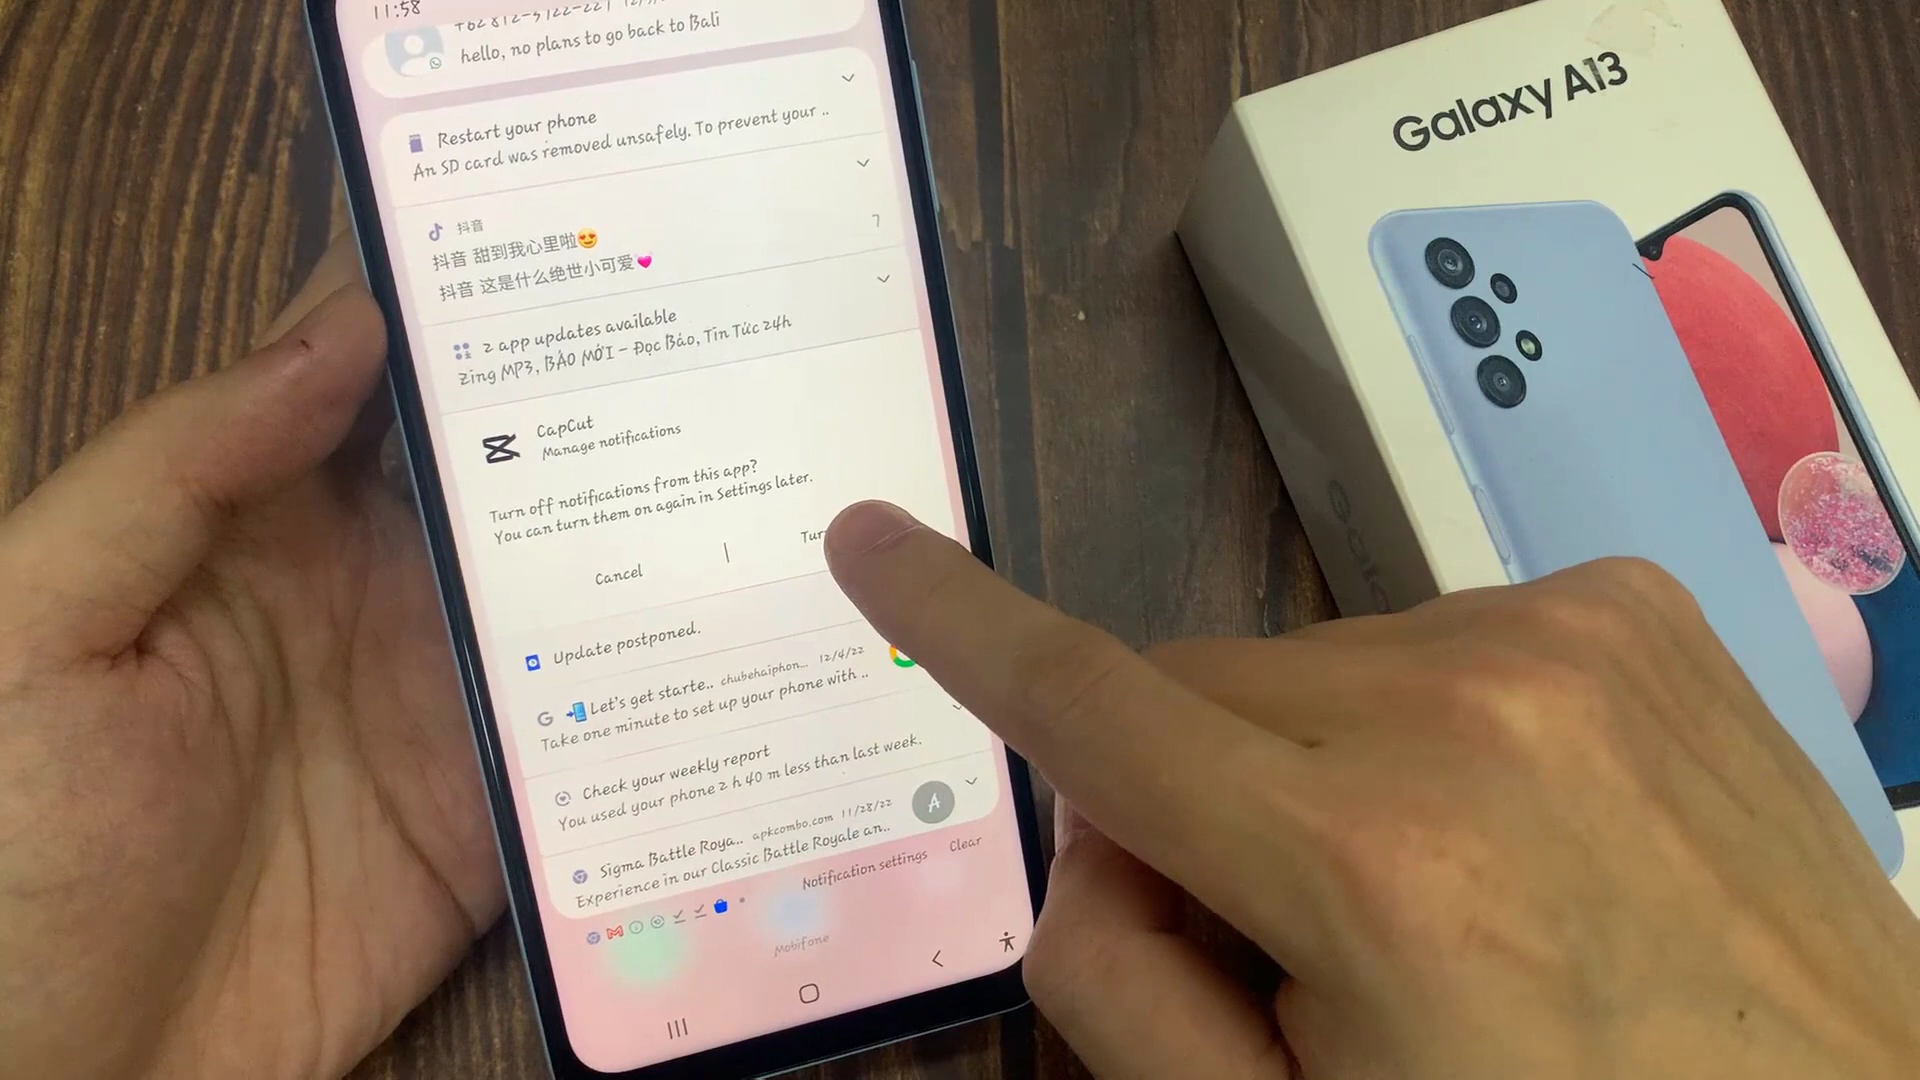 11:58
hello, no plans to go back to Bali
Restart your phone
An SD card was removed unsafely. To prevent your ..
抖音
抖音 甜到我心里啦😍
7
抖音 这是什么绝世小可爱💗
2 app updates available
Zing MP3, BÁO MỚI - Đọc Báo, Tin Tức 24h
CapCut
Manage notifications
Turn off notifications from this app?
You can turn them on again in Settings later.
Cancel
Update postponed.
Let's get starte.. chubehaiphon... 12/4/22
Take one minute to set up your phone with ..
Check your weekly report
You used your phone 2 h 40 m less than last week.
Sigma Battle Roya.. apkcombo.com 11/28/22
A
Experience in our Classic Battle Royale an..
Notification settings
Clear
Mobifone
Galaxy A13